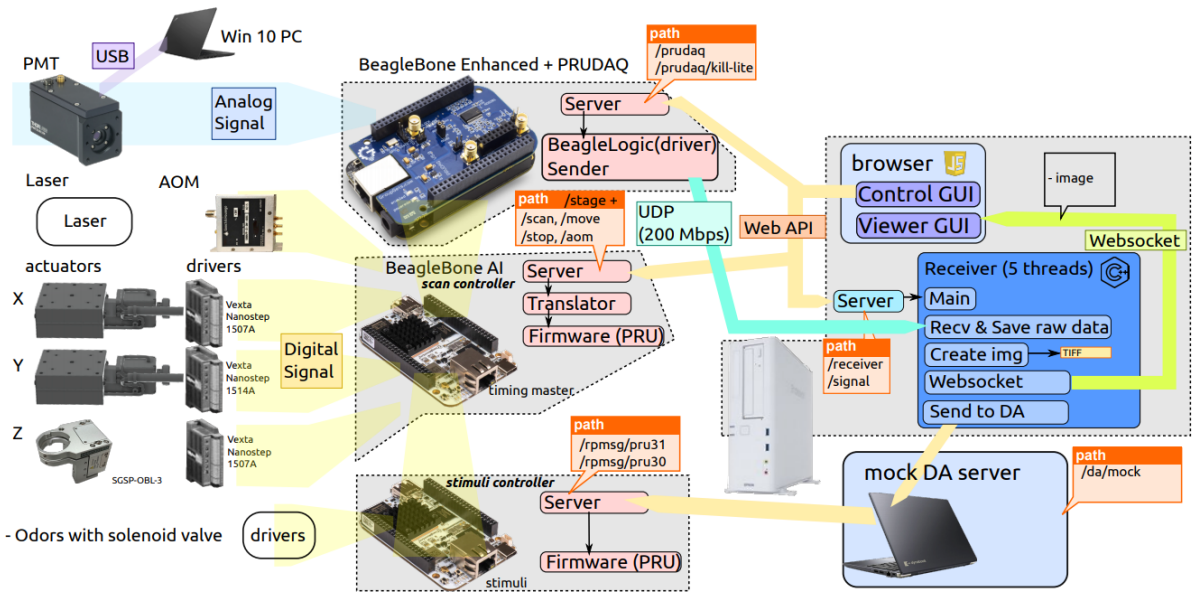 Win 10 PC
USB
PMT
Analog
Signal
BeagleBone Enhanced + PRUDAQ
path
/prudaq
/prudaq/kill-lite
Server
BeagleLogic(driver)
Sender
Laser
Laser
AOM
path /stage +
/scan, /move
/stop, /aom
UDP
(200 Mbps)
Web API
browser
JS
Control GUI
Viewer GUI
- image
Websocket
actuators
drivers
X
Vexta
Nanostep
1507A
Y
Vexta
Nanostep
1514A
Z
Vexta
Nanostep
1507A
SGSP-OBL-3
Digital
Signal
BeagleBone AI
scan controller
Server
Translator
Firmware (PRU)
timing master
Server
path
/receiver
/signal
Receiver (5 threads)
C++
Main
Recv & Save raw data
Create img
TIFF
Websocket
Send to DA
- Odors with solenoid valve
drivers
stimuli controller
path
/rpmsg/pru31
/rpmsg/pru30
Server
Firmware (PRU)
stimuli
mock DA server
path
/da/mock